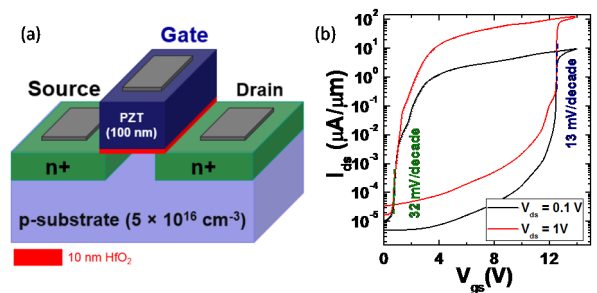 (a)
Gate
Source
Drain
PZT
(100 nm)
n+
n+
p-substrate (5 × 10¹⁶ cm⁻³)
10 nm HfO₂
(b)
I_ds (μA/μm)
10²
10¹
10⁰
10⁻¹
10⁻²
10⁻³
10⁻⁴
10⁻⁵
32 mV/decade
13 mV/decade
V_ds = 0.1 V
V_ds = 1V
0 4 8 12
V_gs(V)